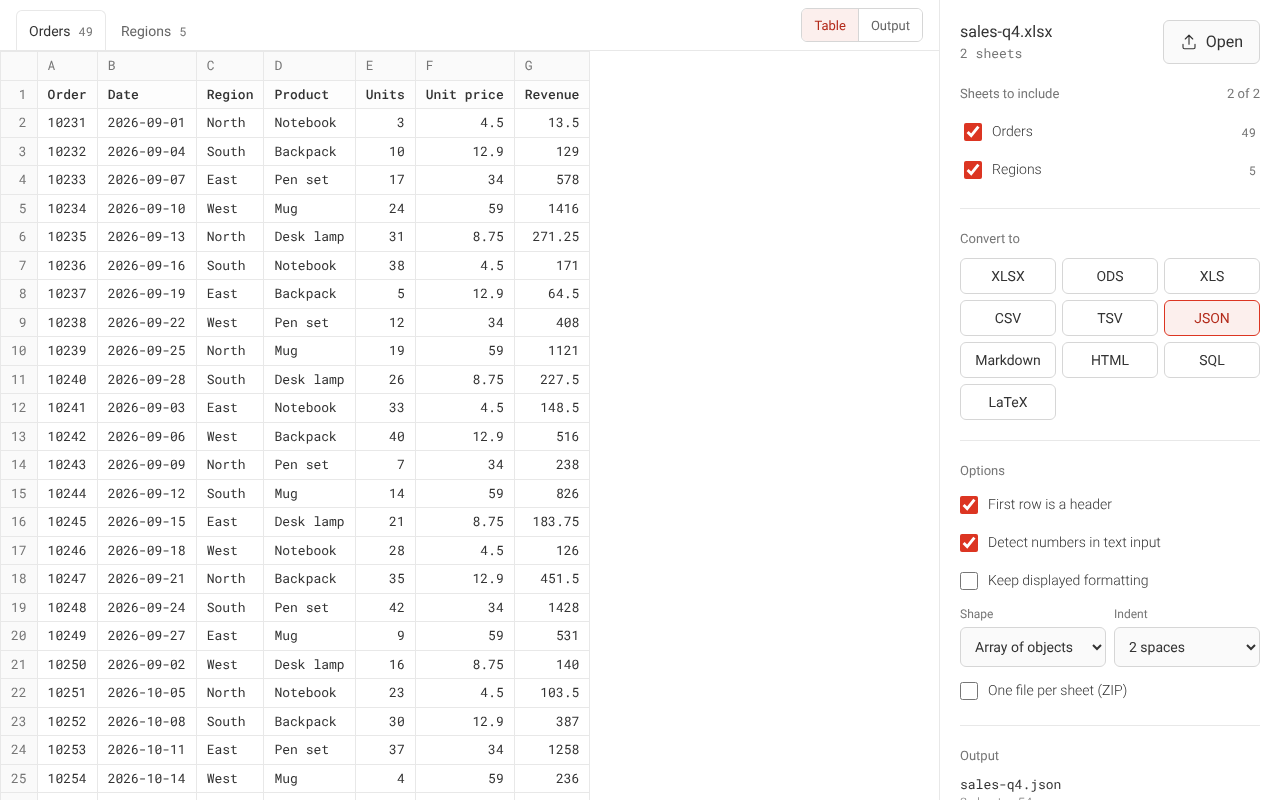 Orders 49 Regions 5
Table Output
A B C D E F G
1 Order Date Region Product Units Unit price Revenue
2 10231 2026-09-01 North Notebook 3 4.5 13.5
3 10232 2026-09-04 South Backpack 10 12.9 129
4 10233 2026-09-07 East Pen set 17 34 578
5 10234 2026-09-10 West Mug 24 59 1416
6 10235 2026-09-13 North Desk lamp 31 8.75 271.25
7 10236 2026-09-16 South Notebook 38 4.5 171
8 10237 2026-09-19 East Backpack 5 12.9 64.5
9 10238 2026-09-22 West Pen set 12 34 408
10 10239 2026-09-25 North Mug 19 59 1121
11 10240 2026-09-28 South Desk lamp 26 8.75 227.5
12 10241 2026-09-03 East Notebook 33 4.5 148.5
13 10242 2026-09-06 West Backpack 40 12.9 516
14 10243 2026-09-09 North Pen set 7 34 238
15 10244 2026-09-12 South Mug 14 59 826
16 10245 2026-09-15 East Desk lamp 21 8.75 183.75
17 10246 2026-09-18 West Notebook 28 4.5 126
18 10247 2026-09-21 North Backpack 35 12.9 451.5
19 10248 2026-09-24 South Pen set 42 34 1428
20 10249 2026-09-27 East Mug 9 59 531
21 10250 2026-09-02 West Desk lamp 16 8.75 140
22 10251 2026-10-05 North Notebook 23 4.5 103.5
23 10252 2026-10-08 South Backpack 30 12.9 387
24 10253 2026-10-11 East Pen set 37 34 1258
25 10254 2026-10-14 West Mug 4 59 236
sales-q4.xlsx
2 sheets
Open
Sheets to include 2 of 2
Orders 49
Regions 5
Convert to
XLSX ODS XLS
CSV TSV JSON
Markdown HTML SQL
LaTeX
Options
First row is a header
Detect numbers in text input
Keep displayed formatting
Shape Indent
Array of objects 2 spaces
One file per sheet (ZIP)
Output
sales-q4.json